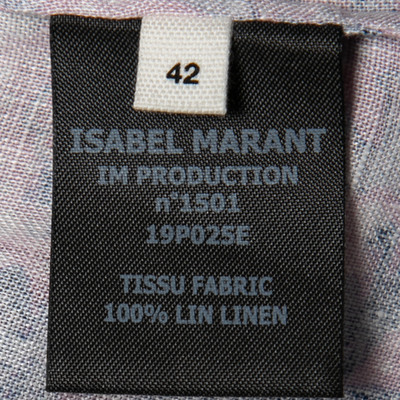 42
ISABEL MARANT
IM PRODUCTION
n°1501
19P025E
TISSU FABRIC
100% LIN LINEN